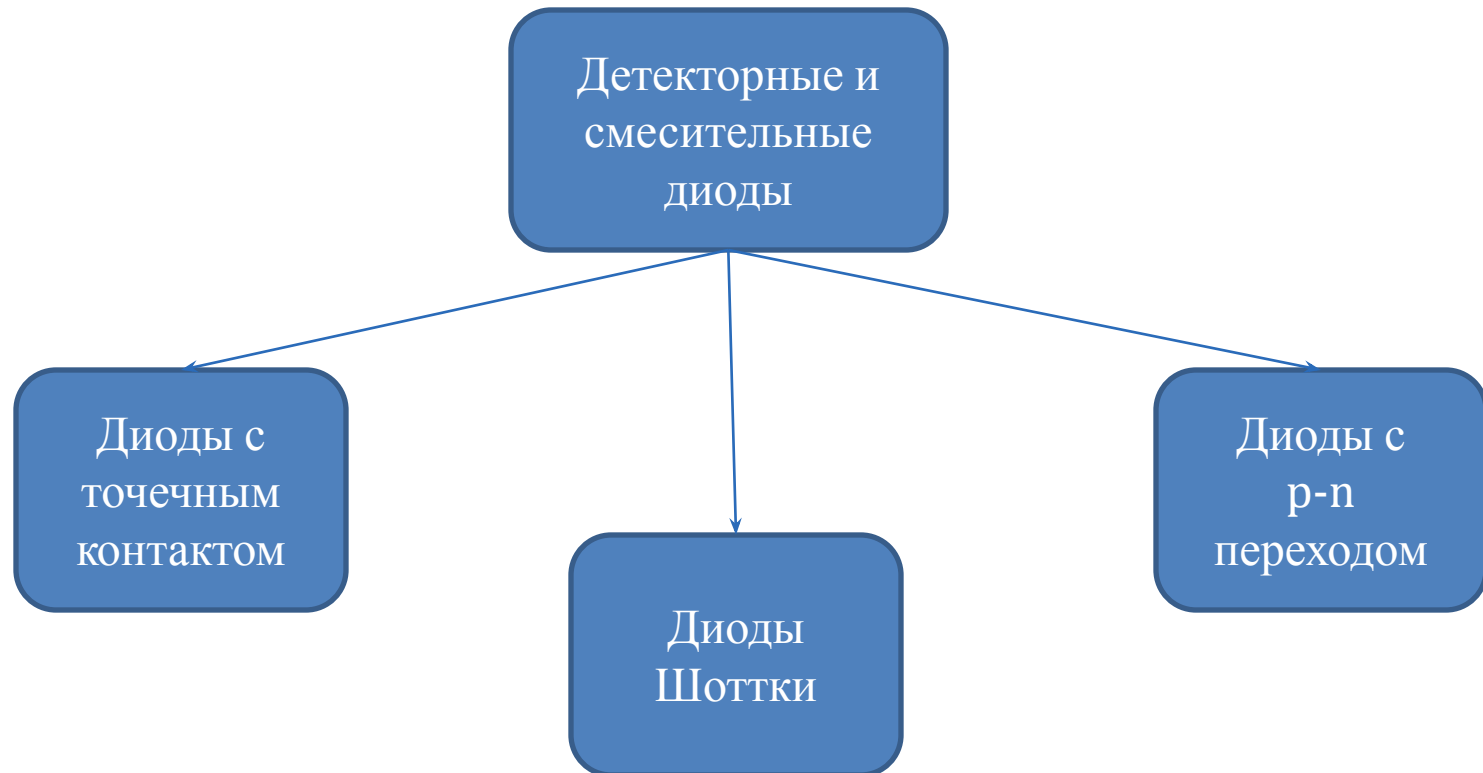 Детекторные и
смесительные
диоды
Диоды с
точечным
контактом
Диоды
Шоттки
Диоды с
p-n
переходом